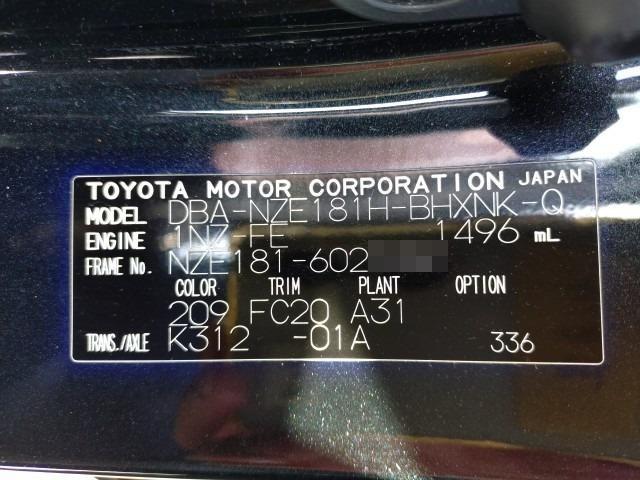 TOYOTA MOTOR CORPORATION JAPAN
MODEL DBA-NZE181H-BHXNK-Q
ENGINE 1NZ-FE 1496 mL
FRAME No. NZE181-602
COLOR TRIM PLANT OPTION
209 FC20 A31
TRANS./AXLE K312 -01A 336